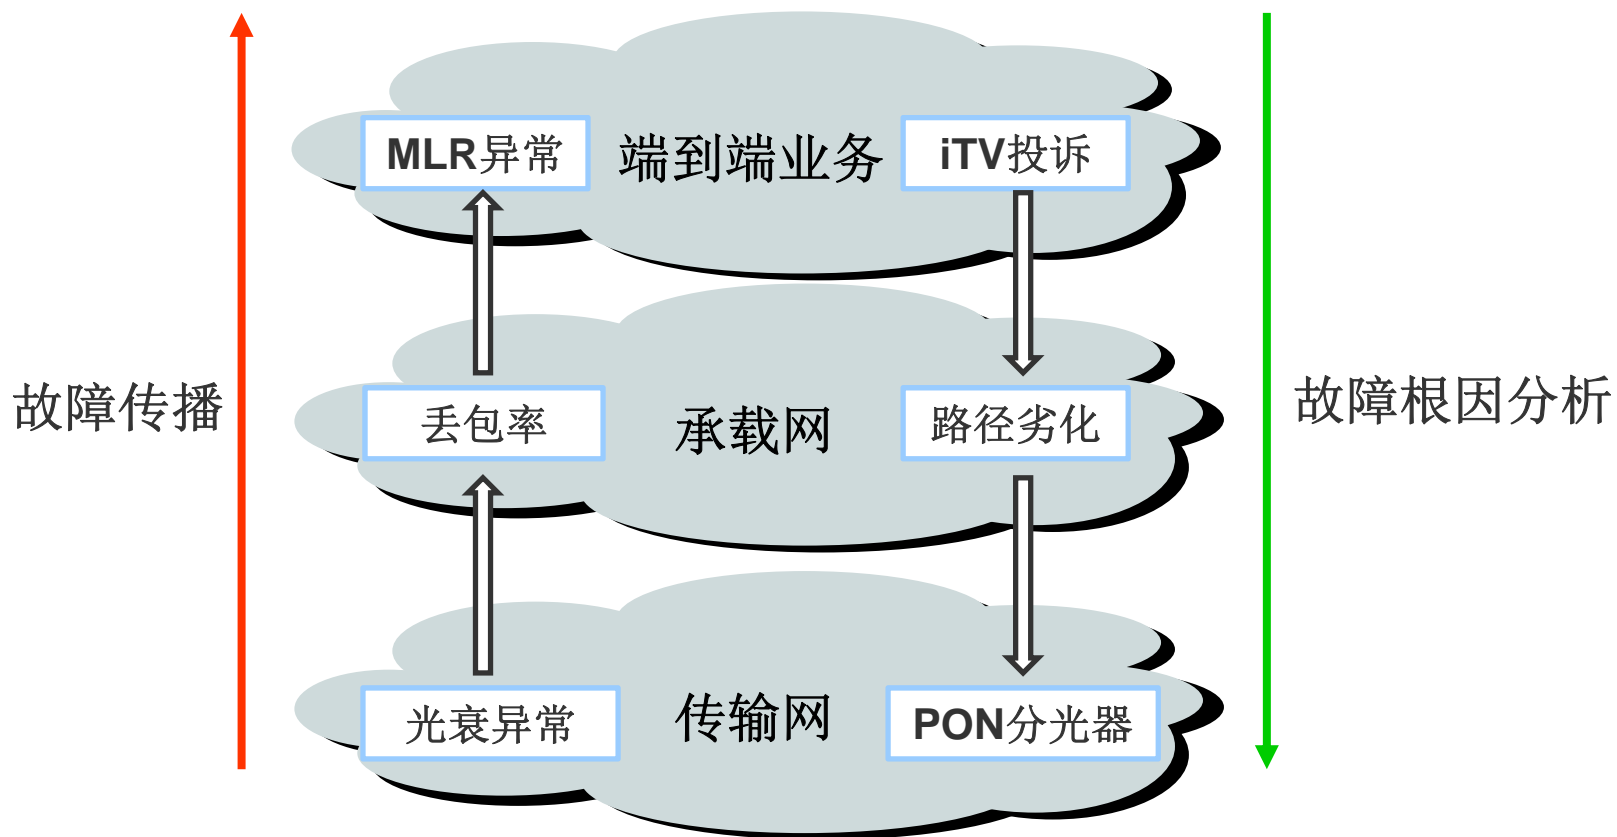 MLR异常
端到端业务
iTV投诉
故障传播
丢包率
承载网
路径劣化
故障根因分析
光衰异常
传输网
PON分光器